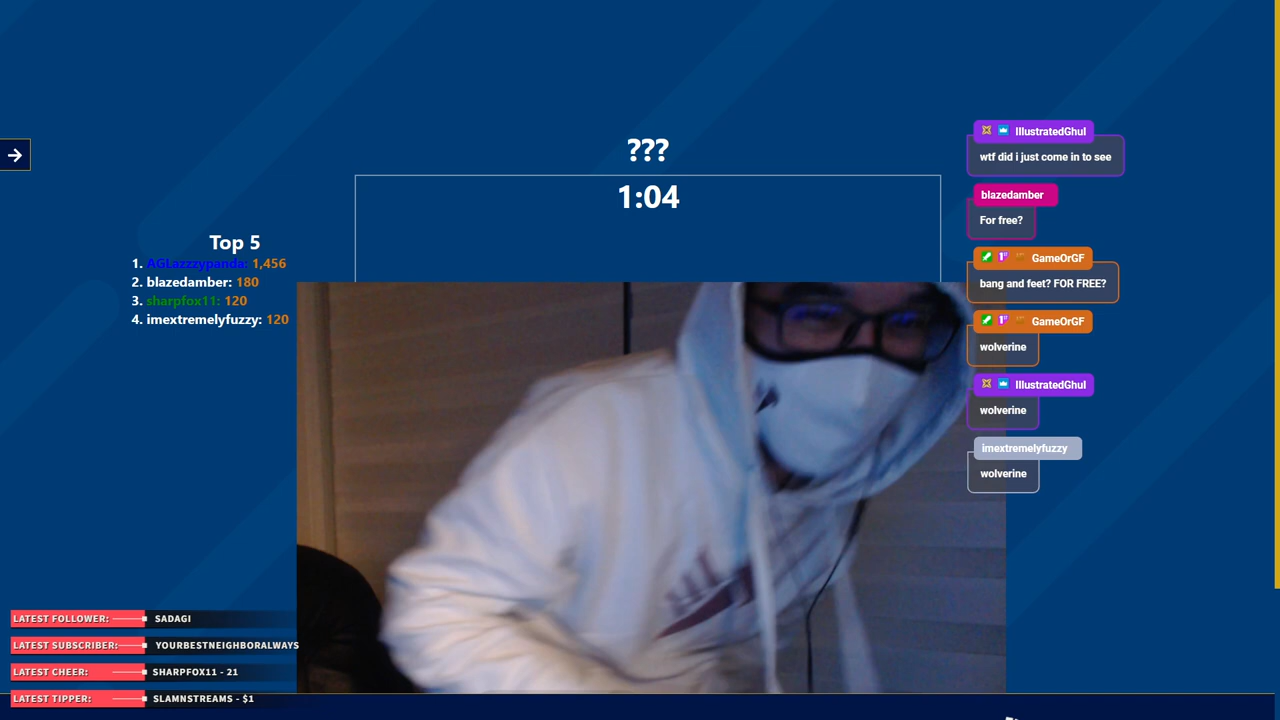 ???
1:04
Top 5
1. AGLazzzypanda: 1,456
2. blazedamber: 180
3. sharpfox11: 120
4. imextremelyfuzzy: 120
IllustratedGhul
wtf did i just come in to see
blazedamber
For free?
GameOrGF
bang and feet? FOR FREE?
GameOrGF
wolverine
IllustratedGhul
wolverine
imextremelyfuzzy
wolverine
LATEST FOLLOWER: SADAGI
LATEST SUBSCRIBER: YOURBESTNEIGHBORALWAYS
LATEST CHEER: SHARPFOX11 - 21
LATEST TIPPER: SLAMNSTREAMS - $1